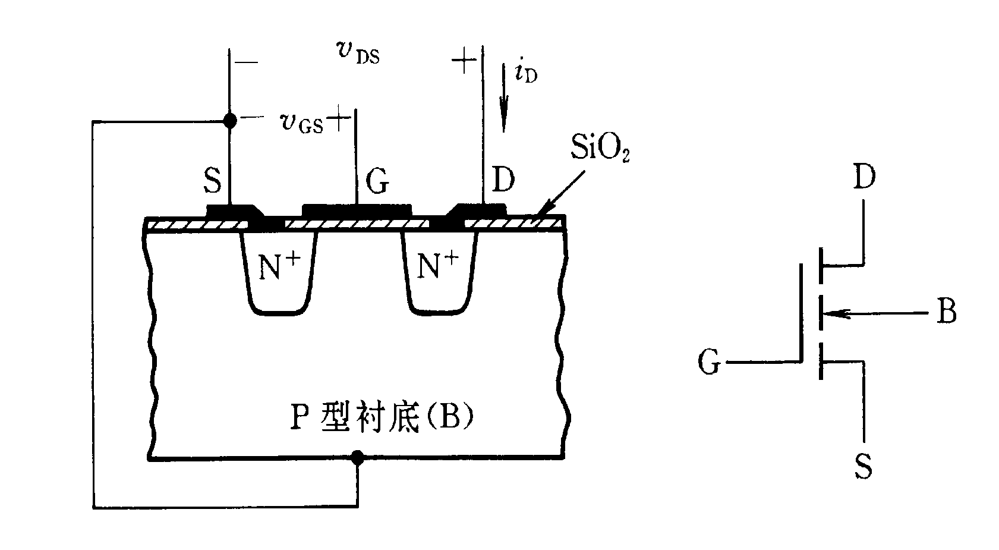 − v_DS +
i_D
− v_GS +
SiO₂
S G D
N⁺ N⁺
P 型衬底(B)
D
B
G
S